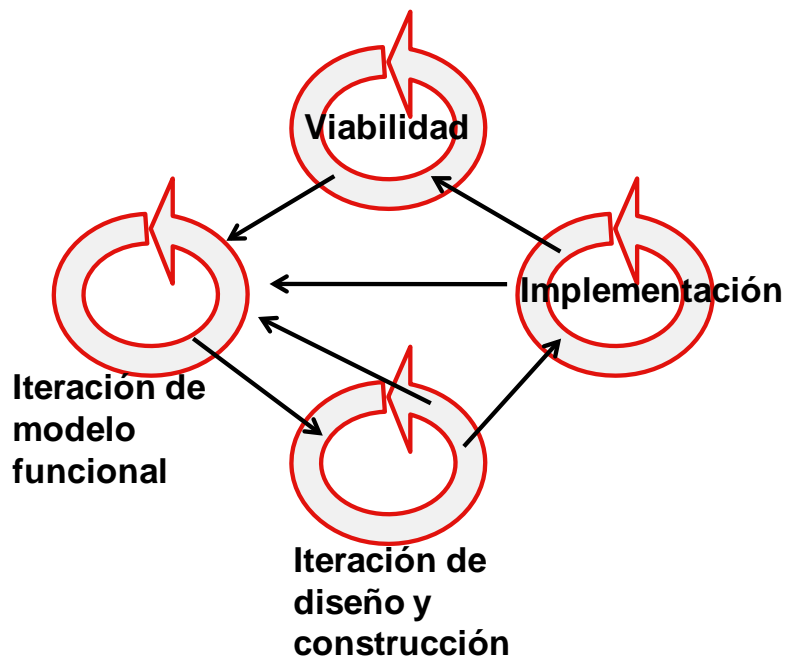 Viabilidad
Implementación
Iteración de
modelo
funcional
Iteración de
diseño y
construcción